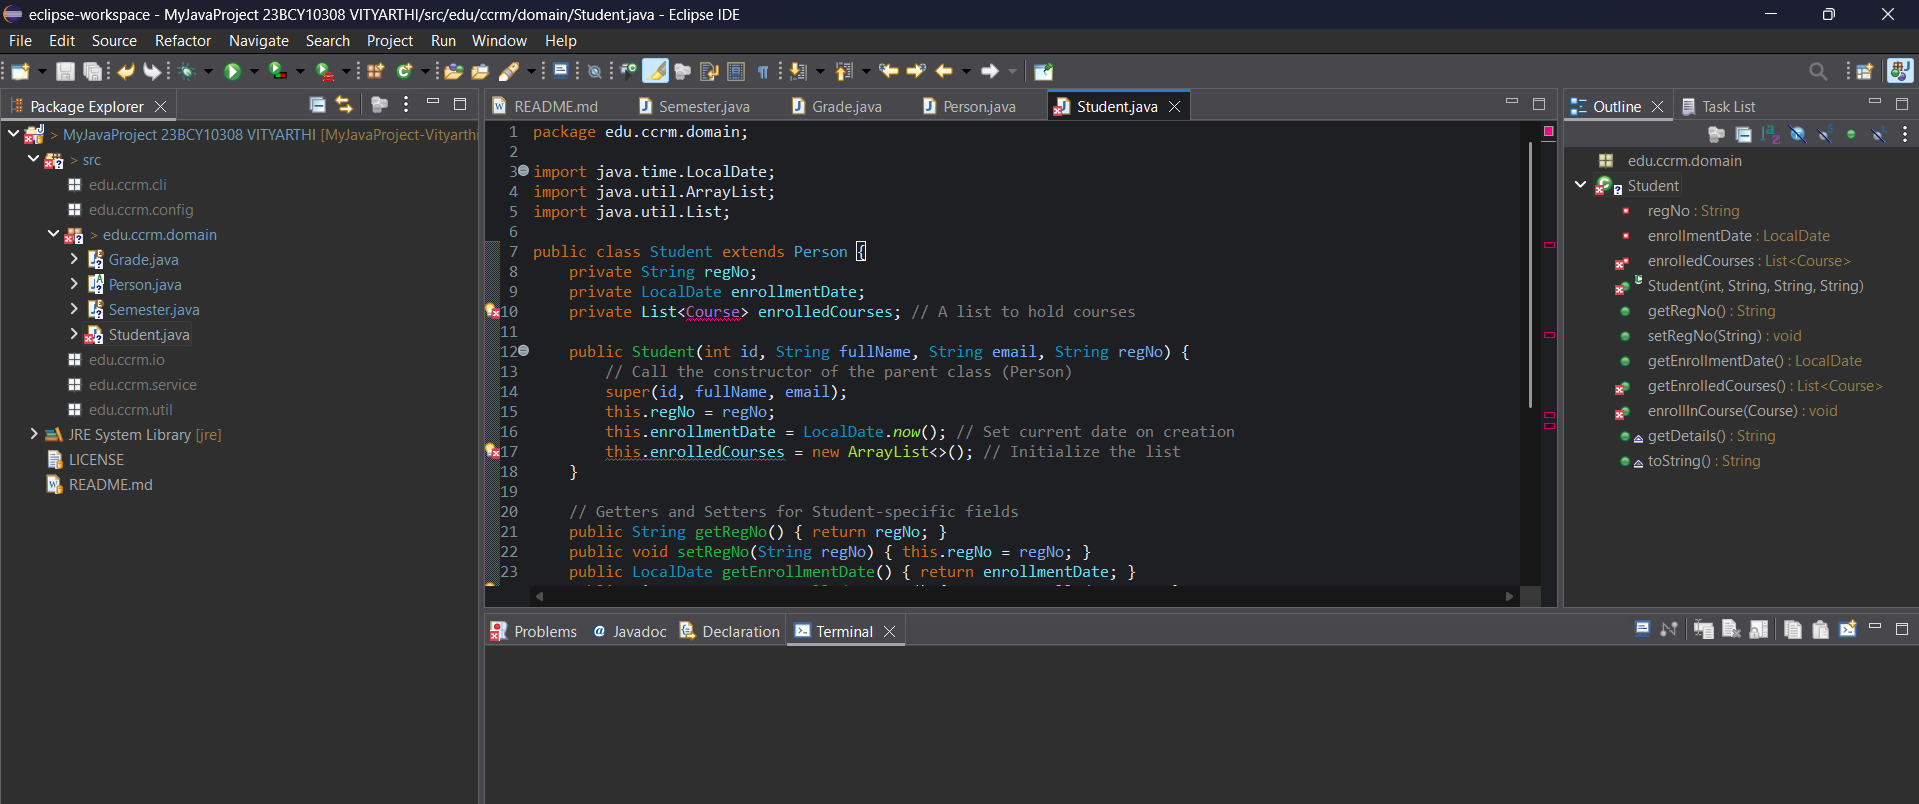 eclipse-workspace - MyJavaProject 23BCY10308 VITYARTHI/src/edu/ccrm/domain/Student.java - Eclipse IDE
File Edit Source Refactor Navigate Search Project Run Window Help
Package Explorer
> MyJavaProject 23BCY10308 VITYARTHI [MyJavaProject-Vityarthi
> src
edu.ccrm.cli
edu.ccrm.config
> edu.ccrm.domain
Grade.java
Person.java
Semester.java
Student.java
edu.ccrm.io
edu.ccrm.service
edu.ccrm.util
JRE System Library [jre]
LICENSE
README.md
README.md Semester.java Grade.java Person.java Student.java
1 package edu.ccrm.domain;
2
3 import java.time.LocalDate;
4 import java.util.ArrayList;
5 import java.util.List;
6
7 public class Student extends Person {
8 private String regNo;
9 private LocalDate enrollmentDate;
10 private List<Course> enrolledCourses; // A list to hold courses
11
12 public Student(int id, String fullName, String email, String regNo) {
13 // Call the constructor of the parent class (Person)
14 super(id, fullName, email);
15 this.regNo = regNo;
16 this.enrollmentDate = LocalDate.now(); // Set current date on creation
17 this.enrolledCourses = new ArrayList<>(); // Initialize the list
18 }
19
20 // Getters and Setters for Student-specific fields
21 public String getRegNo() { return regNo; }
22 public void setRegNo(String regNo) { this.regNo = regNo; }
23 public LocalDate getEnrollmentDate() { return enrollmentDate; }
Outline Task List
edu.ccrm.domain
Student
regNo : String
enrollmentDate : LocalDate
enrolledCourses : List<Course>
Student(int, String, String, String)
getRegNo() : String
setRegNo(String) : void
getEnrollmentDate() : LocalDate
getEnrolledCourses() : List<Course>
enrollInCourse(Course) : void
getDetails() : String
toString() : String
Problems Javadoc Declaration Terminal